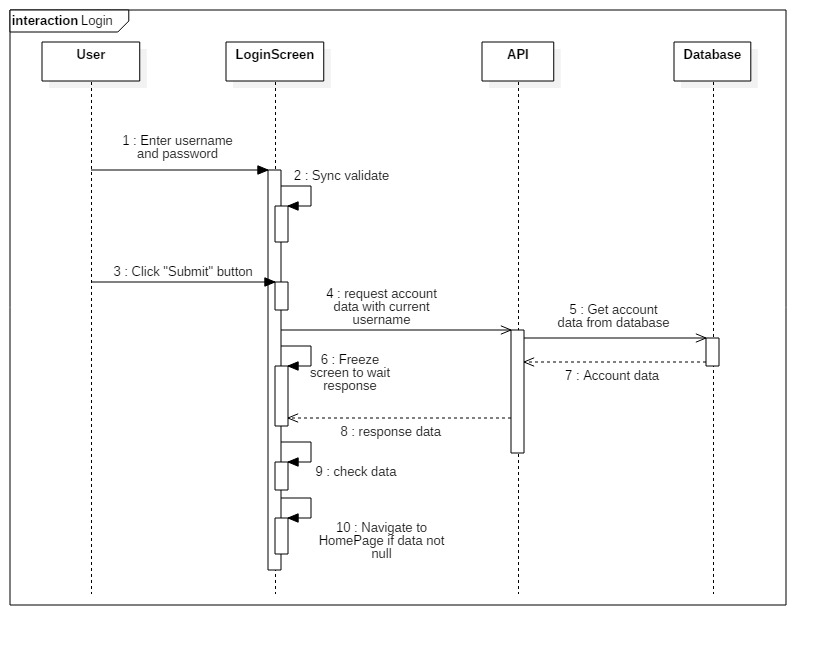 interaction Login
User
LoginScreen
API
Database
1 : Enter username
and password
2 : Sync validate
3 : Click "Submit" button
4 : request account
data with current
username
5 : Get account
data from database
6 : Freeze
screen to wait
response
7 : Account data
8 : response data
9 : check data
10 : Navigate to
HomePage if data not
null